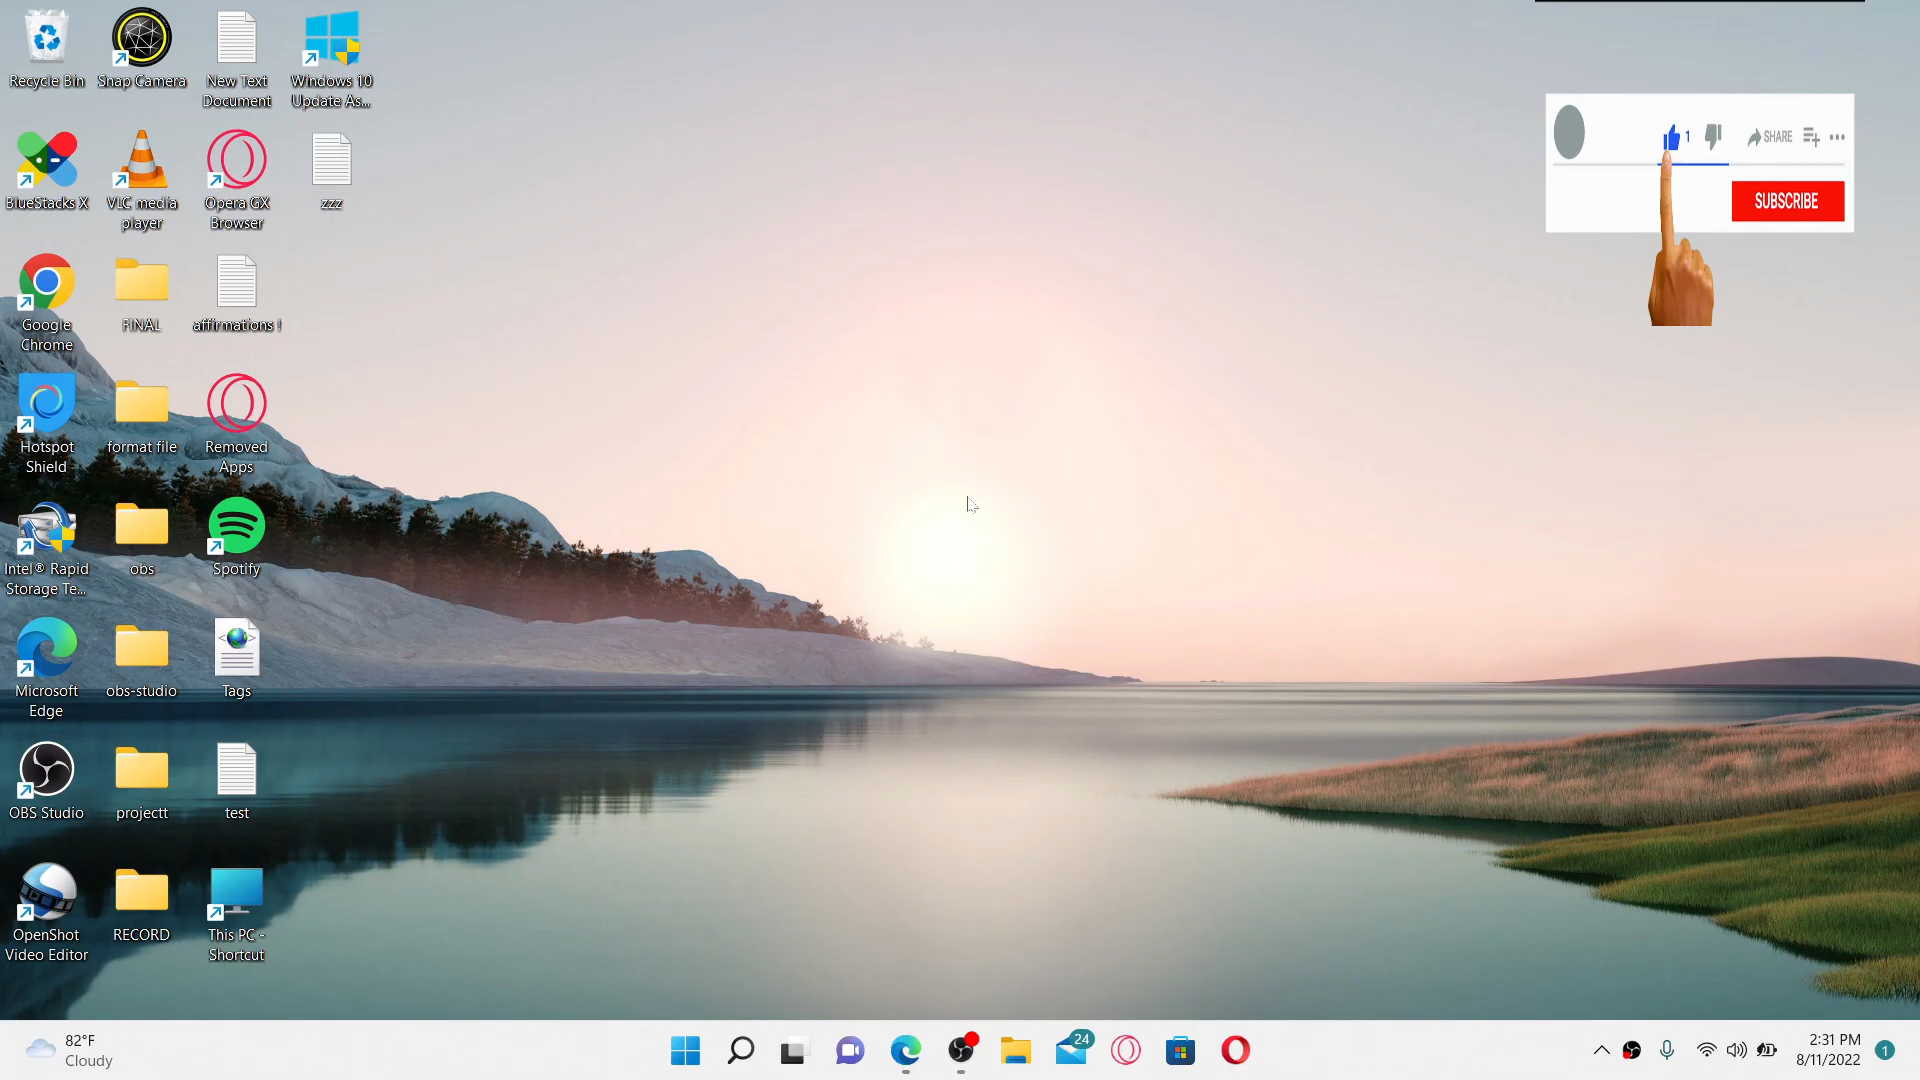 Recycle Bin
Snap Camera
New Text
Document
Windows 10
Update As...
BlueStacks X
VLC media
player
Opera GX
Browser
zzz
Google
Chrome
FINAL
affirmations !
Hotspot
Shield
format file
Removed
Apps
Intel® Rapid
Storage Te...
obs
Spotify
Microsoft
Edge
obs-studio
Tags
OBS Studio
projectt
test
OpenShot
Video Editor
RECORD
This PC -
Shortcut
1
SHARE
SUBSCRIBE
82°F
Cloudy
24
2:31 PM
8/11/2022
1